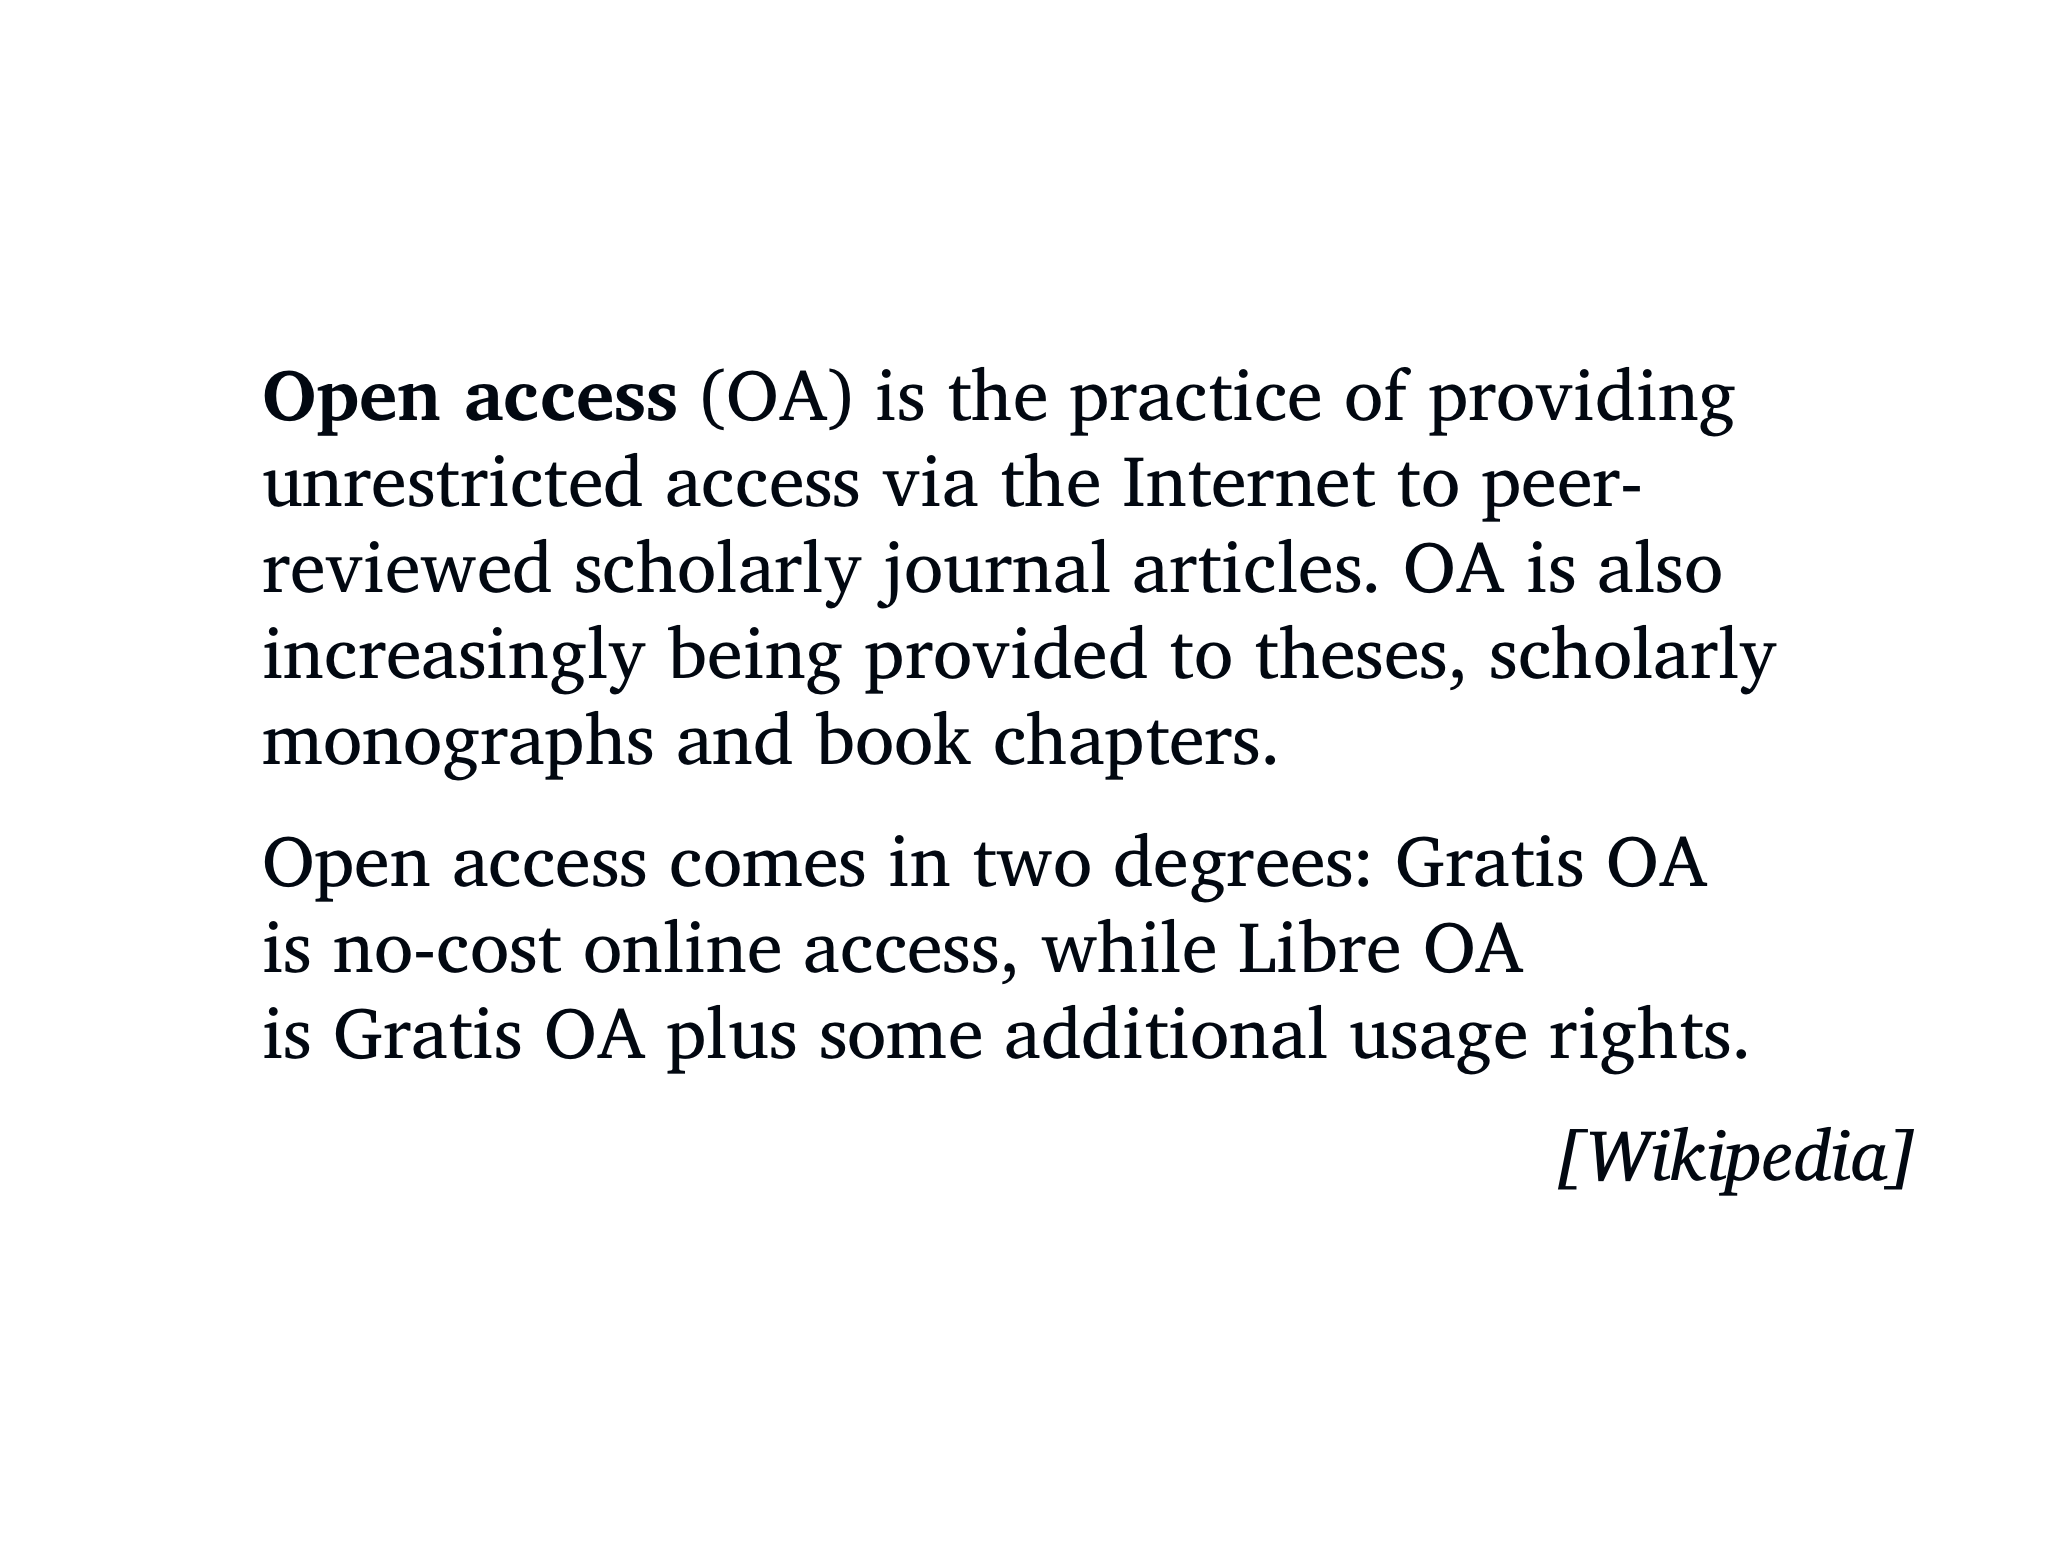 Open access (OA) is the practice of providing
unrestricted access via the Internet to peer-
reviewed scholarly journal articles. OA is also
increasingly being provided to theses, scholarly
monographs and book chapters.
Open access comes in two degrees: Gratis OA
is no-cost online access, while Libre OA
is Gratis OA plus some additional usage rights.
[Wikipedia]